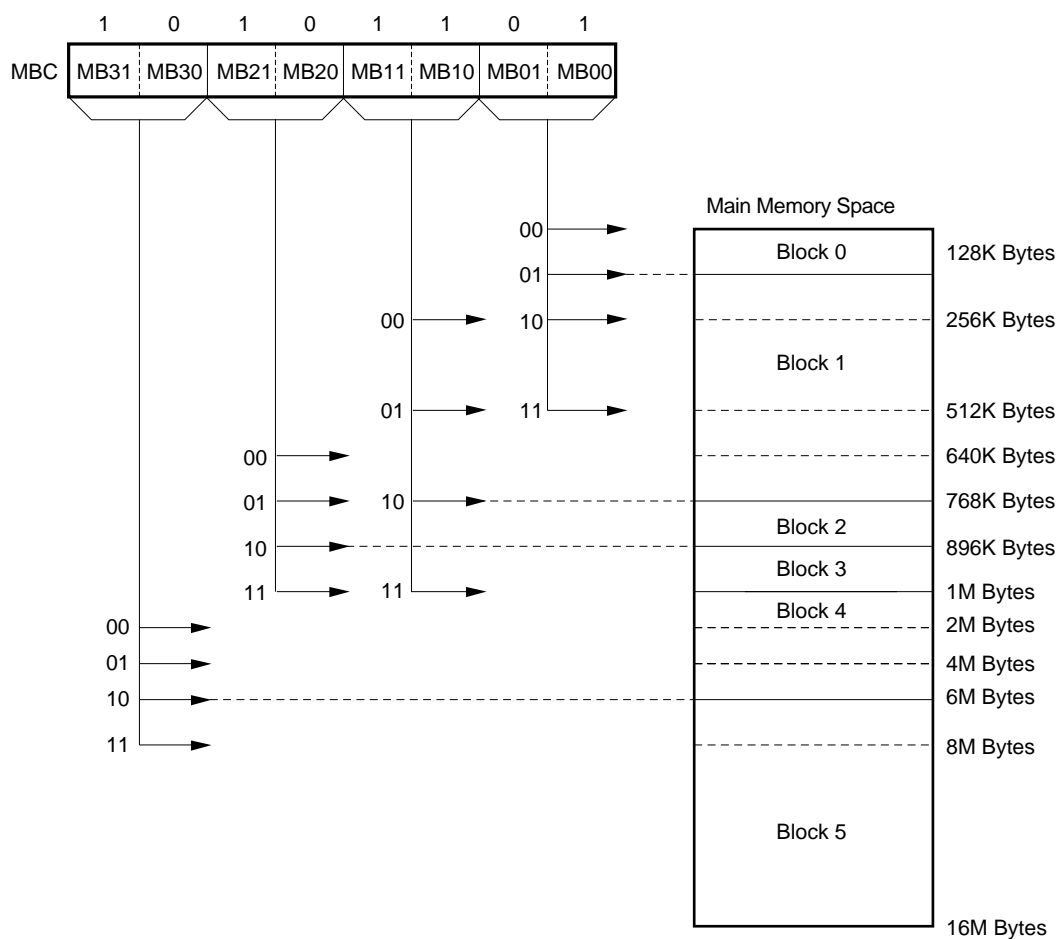 1 0 1 0 1 1 0 1
MBC MB31 MB30 MB21 MB20 MB11 MB10 MB01 MB00
Main Memory Space
00
Block 0 128K Bytes
01
00 10 256K Bytes
Block 1
01 11 512K Bytes
00 640K Bytes
01 10 768K Bytes
Block 2
10 896K Bytes
Block 3
11 11 1M Bytes
Block 4
00 2M Bytes
01 4M Bytes
10 6M Bytes
11 8M Bytes
Block 5
16M Bytes